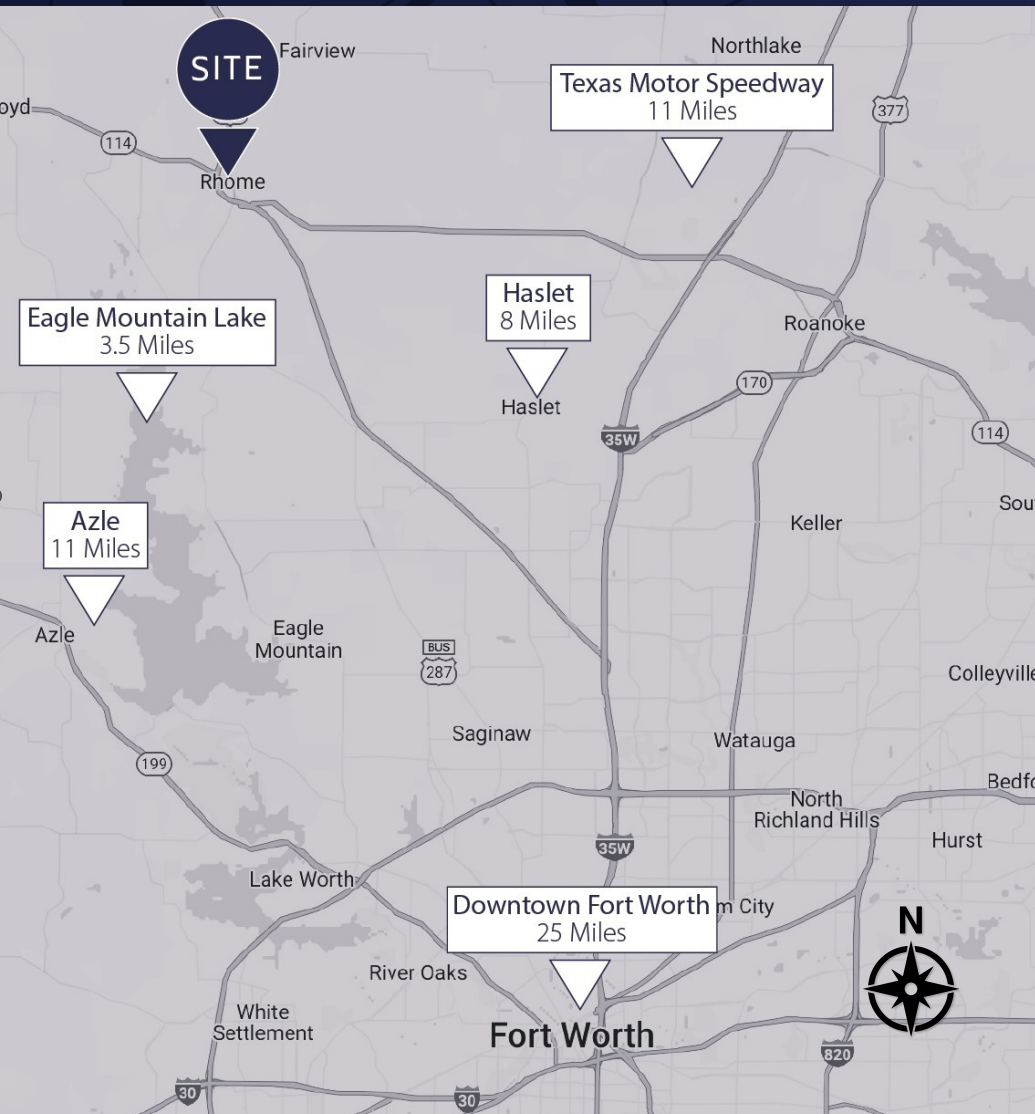 SITE
Fairview
Northlake
Texas Motor Speedway
11 Miles
377
oyd
114
Rhome
Haslet
8 Miles
Eagle Mountain Lake
3.5 Miles
Roanoke
170
Haslet
35W
114
Azle
11 Miles
Sou
Keller
Azle
Eagle
Mountain
BUS
287
Colleyville
Saginaw
Watauga
199
Bedfo
North
Richland Hills
Hurst
35W
Lake Worth
Downtown Fort Worth
25 Miles
m City
N
River Oaks
White
Settlement
Fort Worth
820
30
30